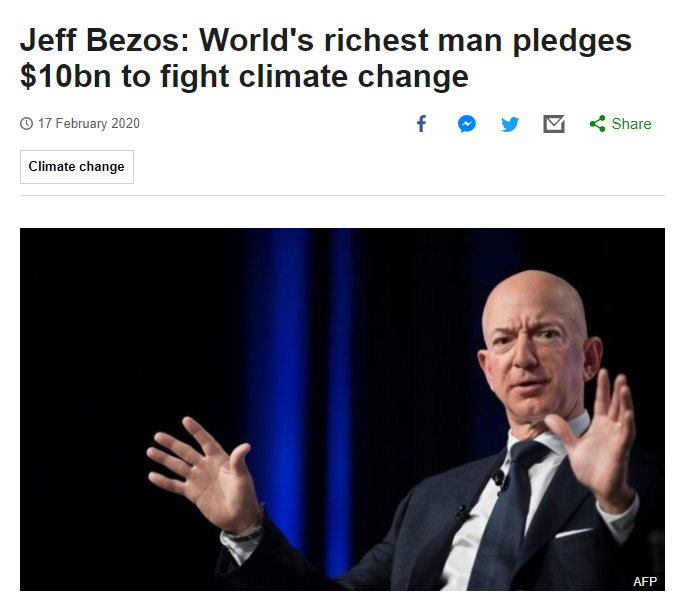 Jeff Bezos: World's richest man pledges
$10bn to fight climate change
17 February 2020
Share
Climate change
AFP